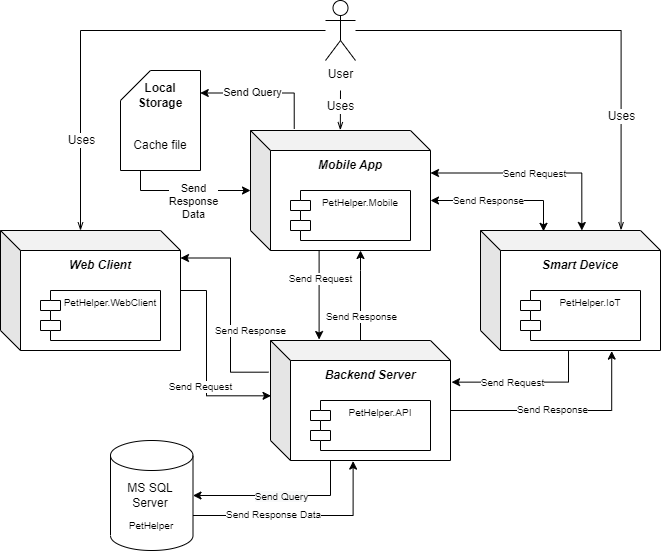 User
Local
Storage
Cache file
Send Query
Uses
Uses
Uses
Mobile App
PetHelper.Mobile
Send
Response
Data
Send Request
Send Response
Web Client
PetHelper.WebClient
Smart Device
PetHelper.IoT
Send Request
Send Response
Send Response
Send Request
Backend Server
PetHelper.API
Send Request
Send Response
MS SQL
Server
PetHelper
Send Query
Send Response Data